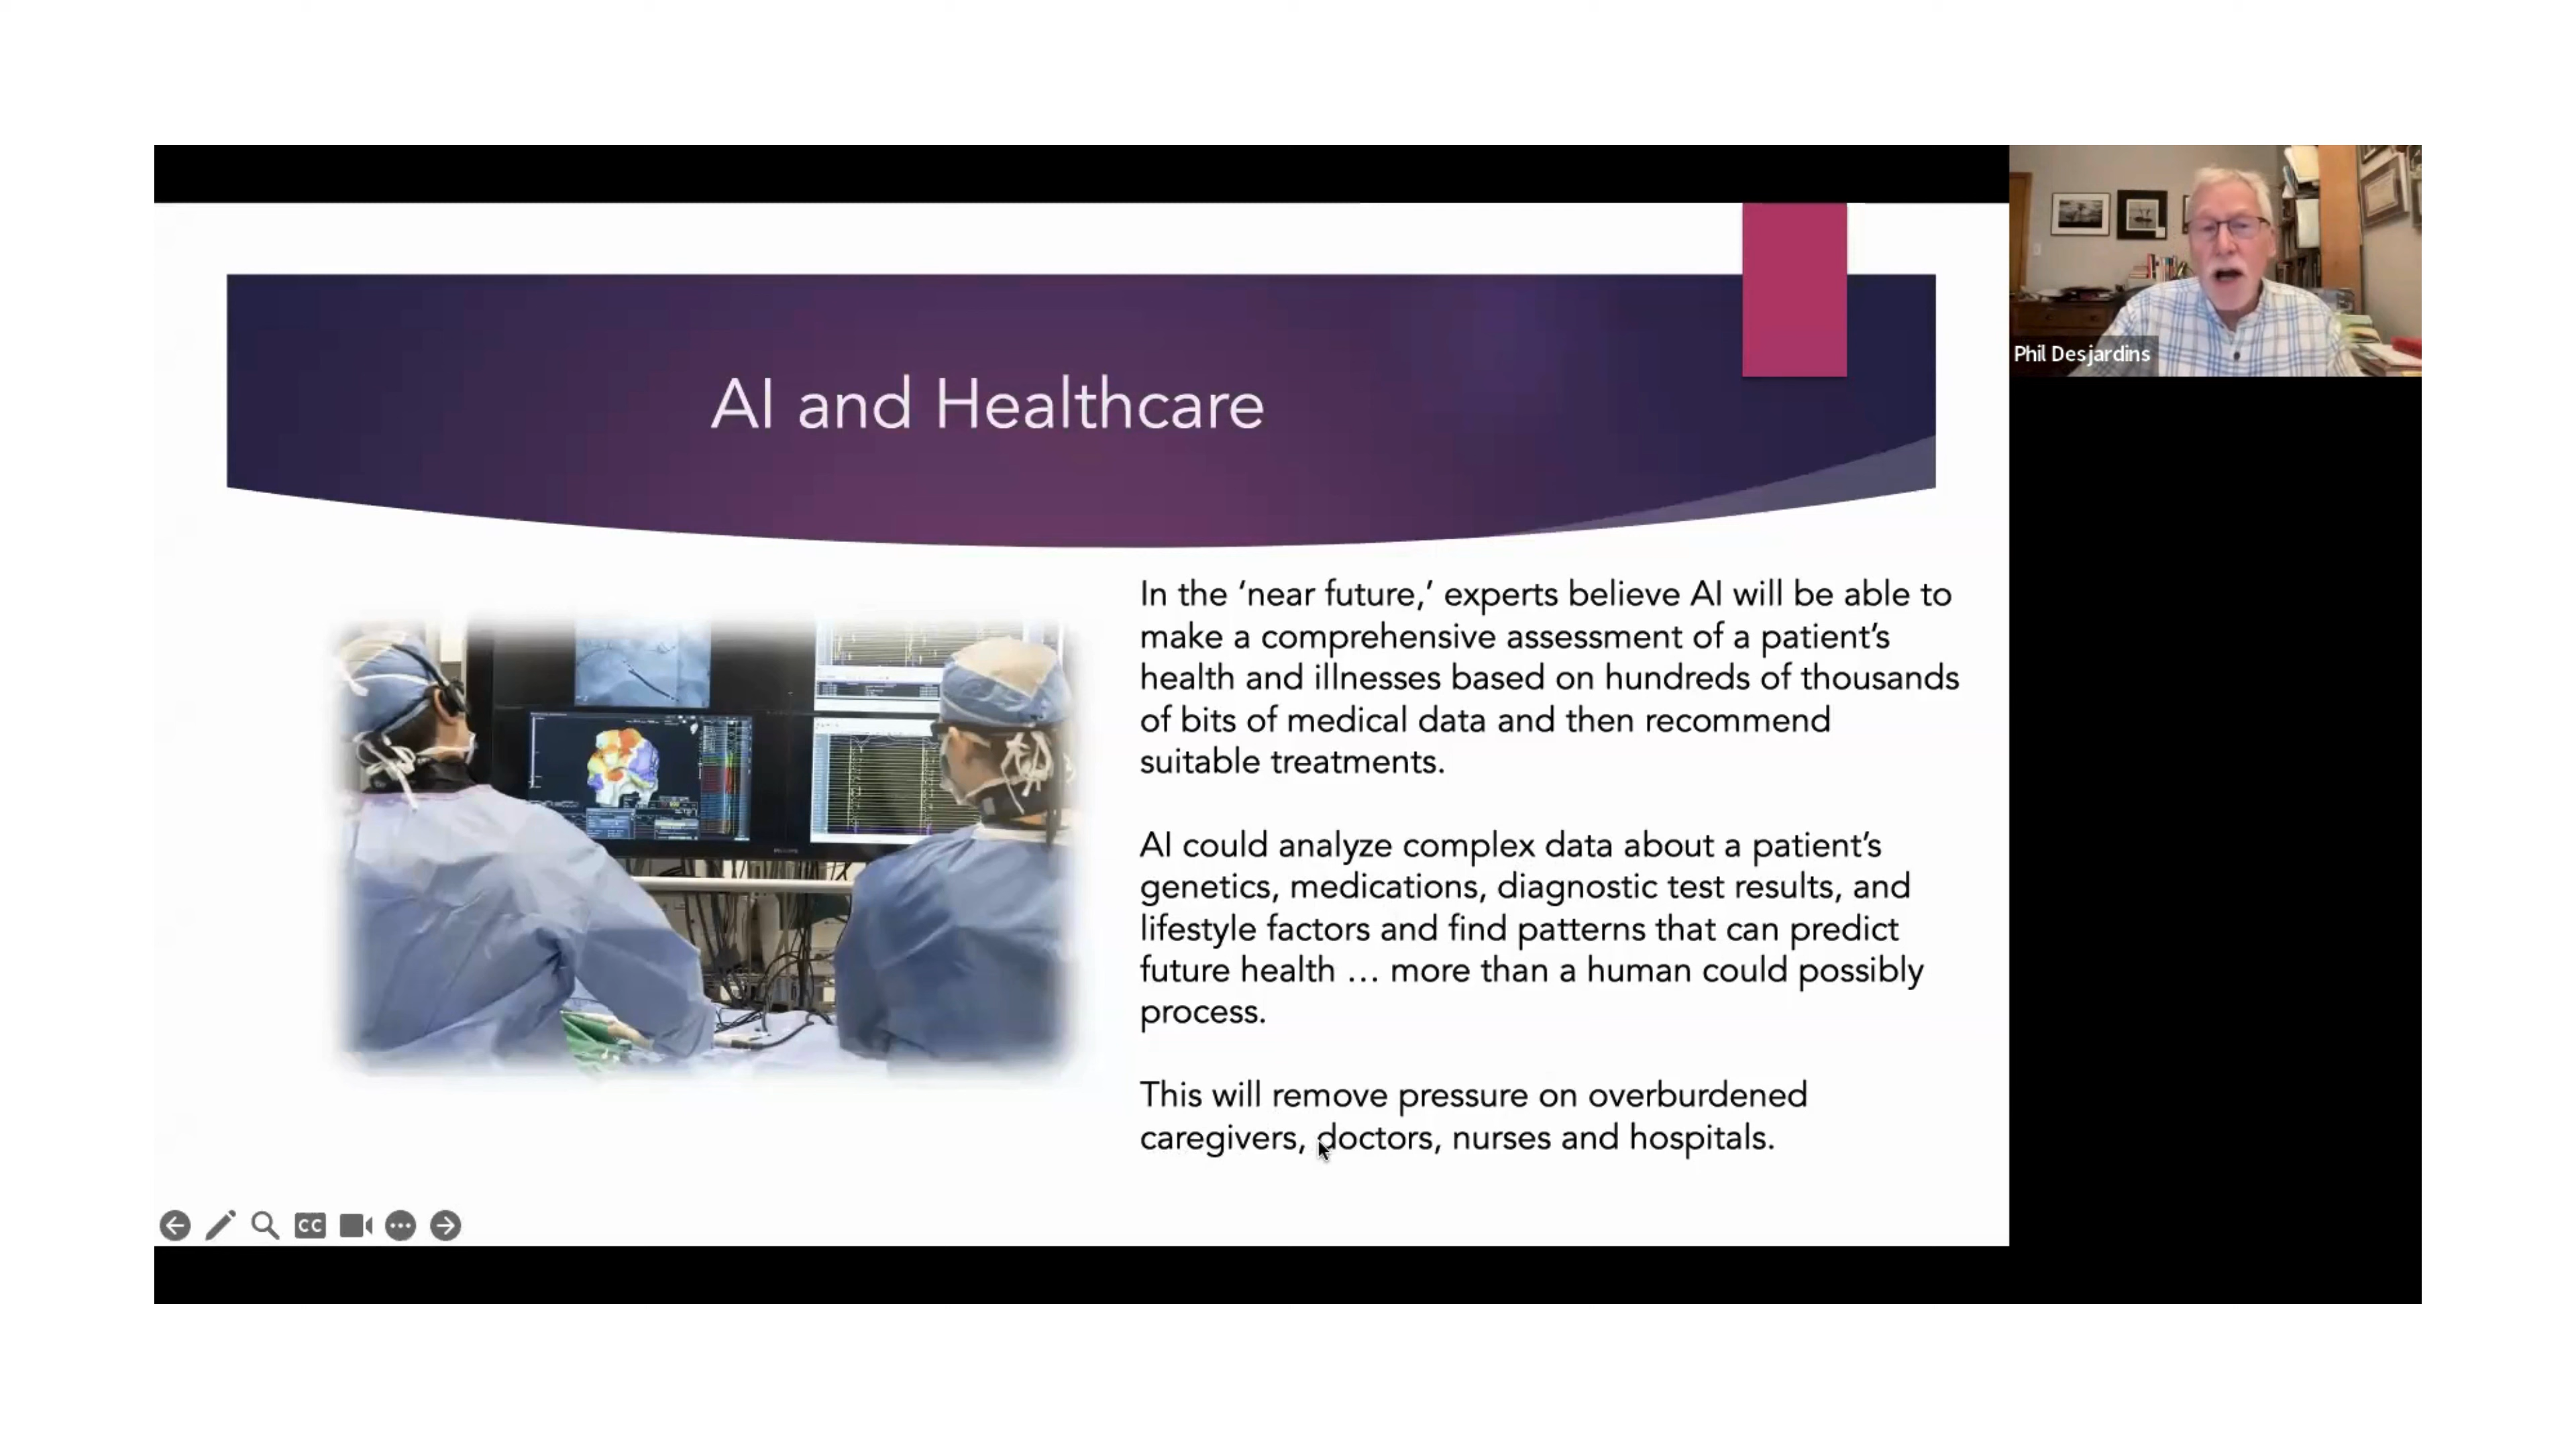 AI and Healthcare
Phil Desjardins
In the ‘near future,’ experts believe AI will be able to
make a comprehensive assessment of a patient’s
health and illnesses based on hundreds of thousands
of bits of medical data and then recommend
suitable treatments.
AI could analyze complex data about a patient’s
genetics, medications, diagnostic test results, and
lifestyle factors and find patterns that can predict
future health … more than a human could possibly
process.
This will remove pressure on overburdened
caregivers, doctors, nurses and hospitals.
CC